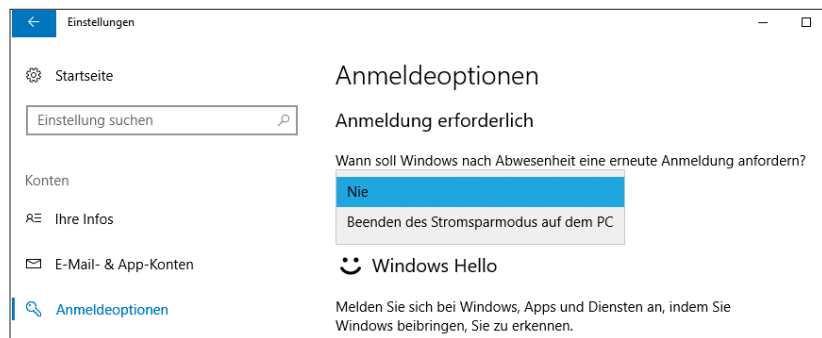 Einstellungen
Startseite
Einstellung suchen
Konten
Ihre Infos
E-Mail- & App-Konten
Anmeldeoptionen
Anmeldeoptionen
Anmeldung erforderlich
Wann soll Windows nach Abwesenheit eine erneute Anmeldung anfordern?
Nie
Beenden des Stromsparmodus auf dem PC
Windows Hello
Melden Sie sich bei Windows, Apps und Diensten an, indem Sie
Windows beibringen, Sie zu erkennen.